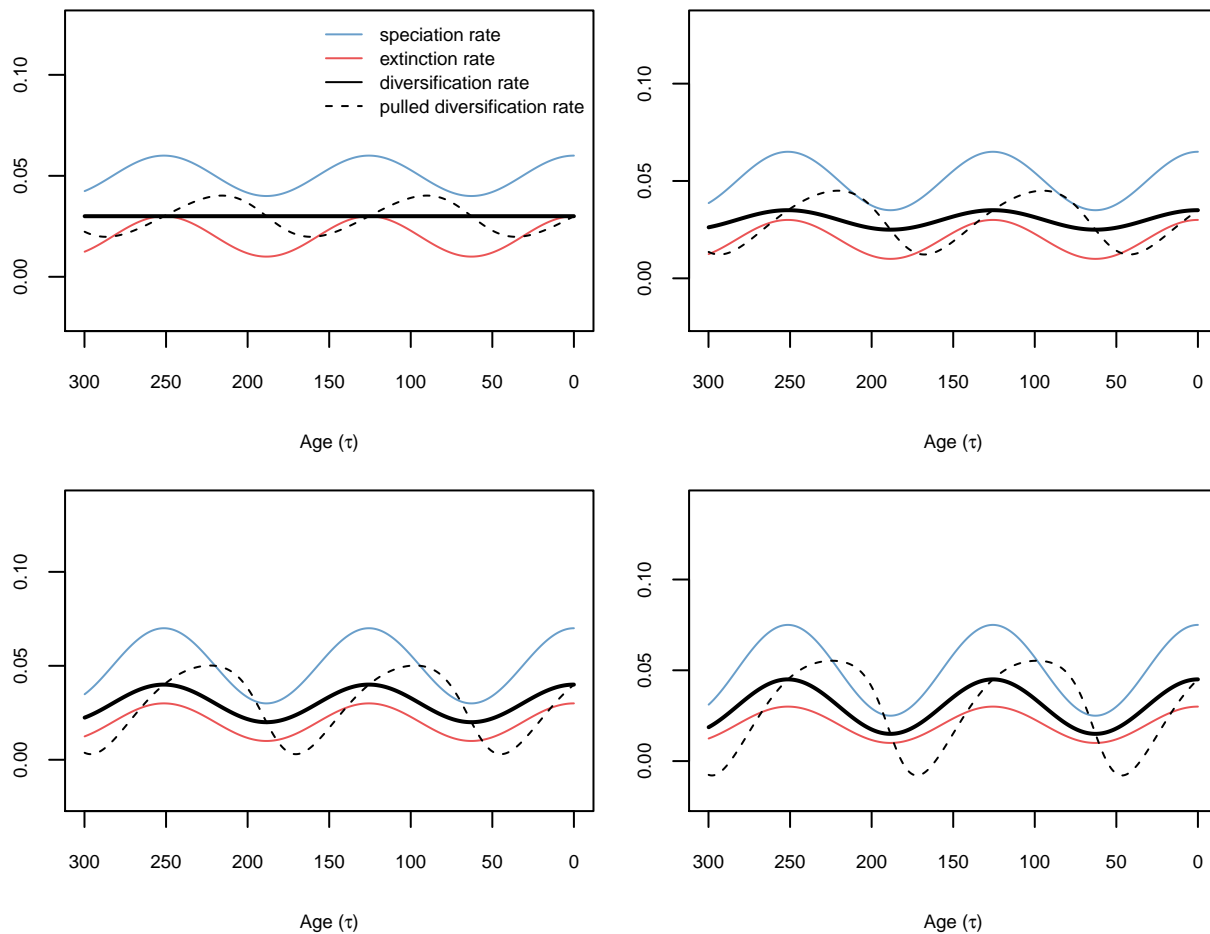 speciation rate
extinction rate
diversification rate
pulled diversification rate
0.10
0.05
0.00
300 250 200 150 100 50 0
Age (τ)
0.10
0.05
0.00
300 250 200 150 100 50 0
Age (τ)
0.10
0.05
0.00
300 250 200 150 100 50 0
Age (τ)
0.10
0.05
0.00
300 250 200 150 100 50 0
Age (τ)